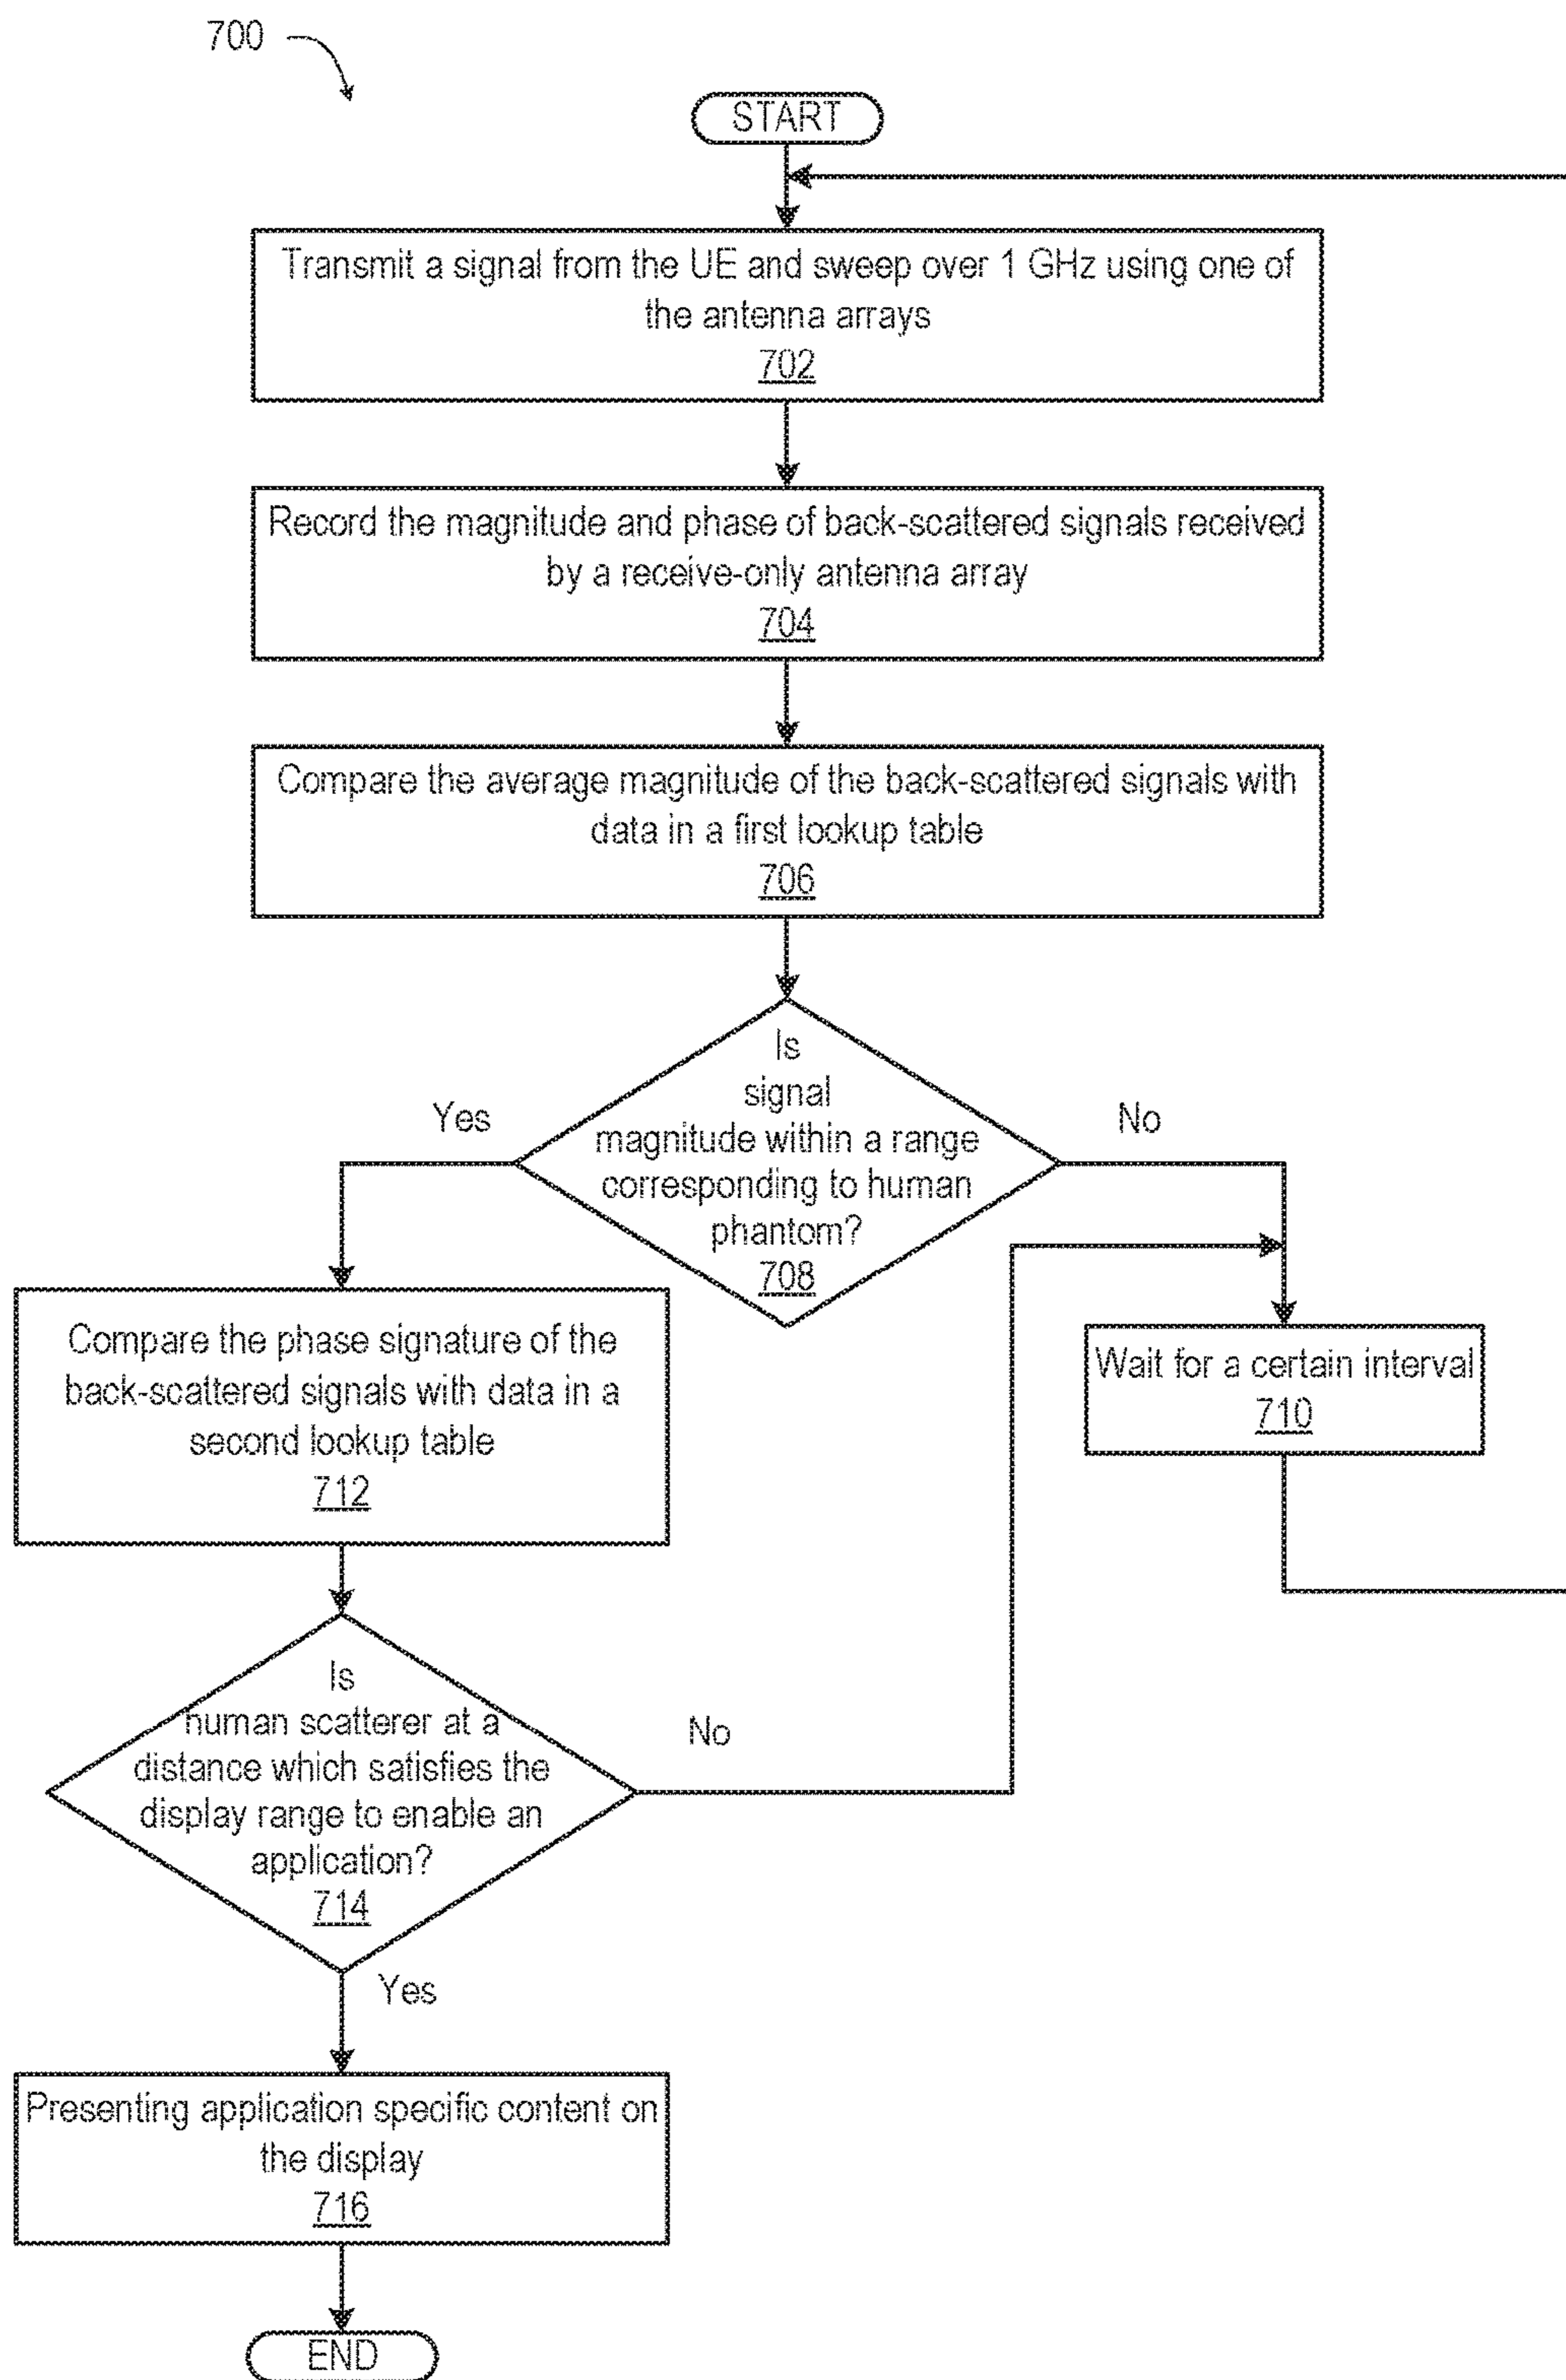 700
START
Transmit a signal from the UE and sweep over 1 GHz using one of
the antenna arrays
702
Record the magnitude and phase of back-scattered signals received
by a receive-only antenna array
704
Compare the average magnitude of the back-scattered signals with
data in a first lookup table
706
Is
signal
magnitude within a range
corresponding to human
phantom?
708
Yes
No
Wait for a certain interval
710
Compare the phase signature of the
back-scattered signals with data in a
second lookup table
712
Is
human scatterer at a
distance which satisfies the
display range to enable an
application?
714
No
Yes
Presenting application specific content on
the display
716
END